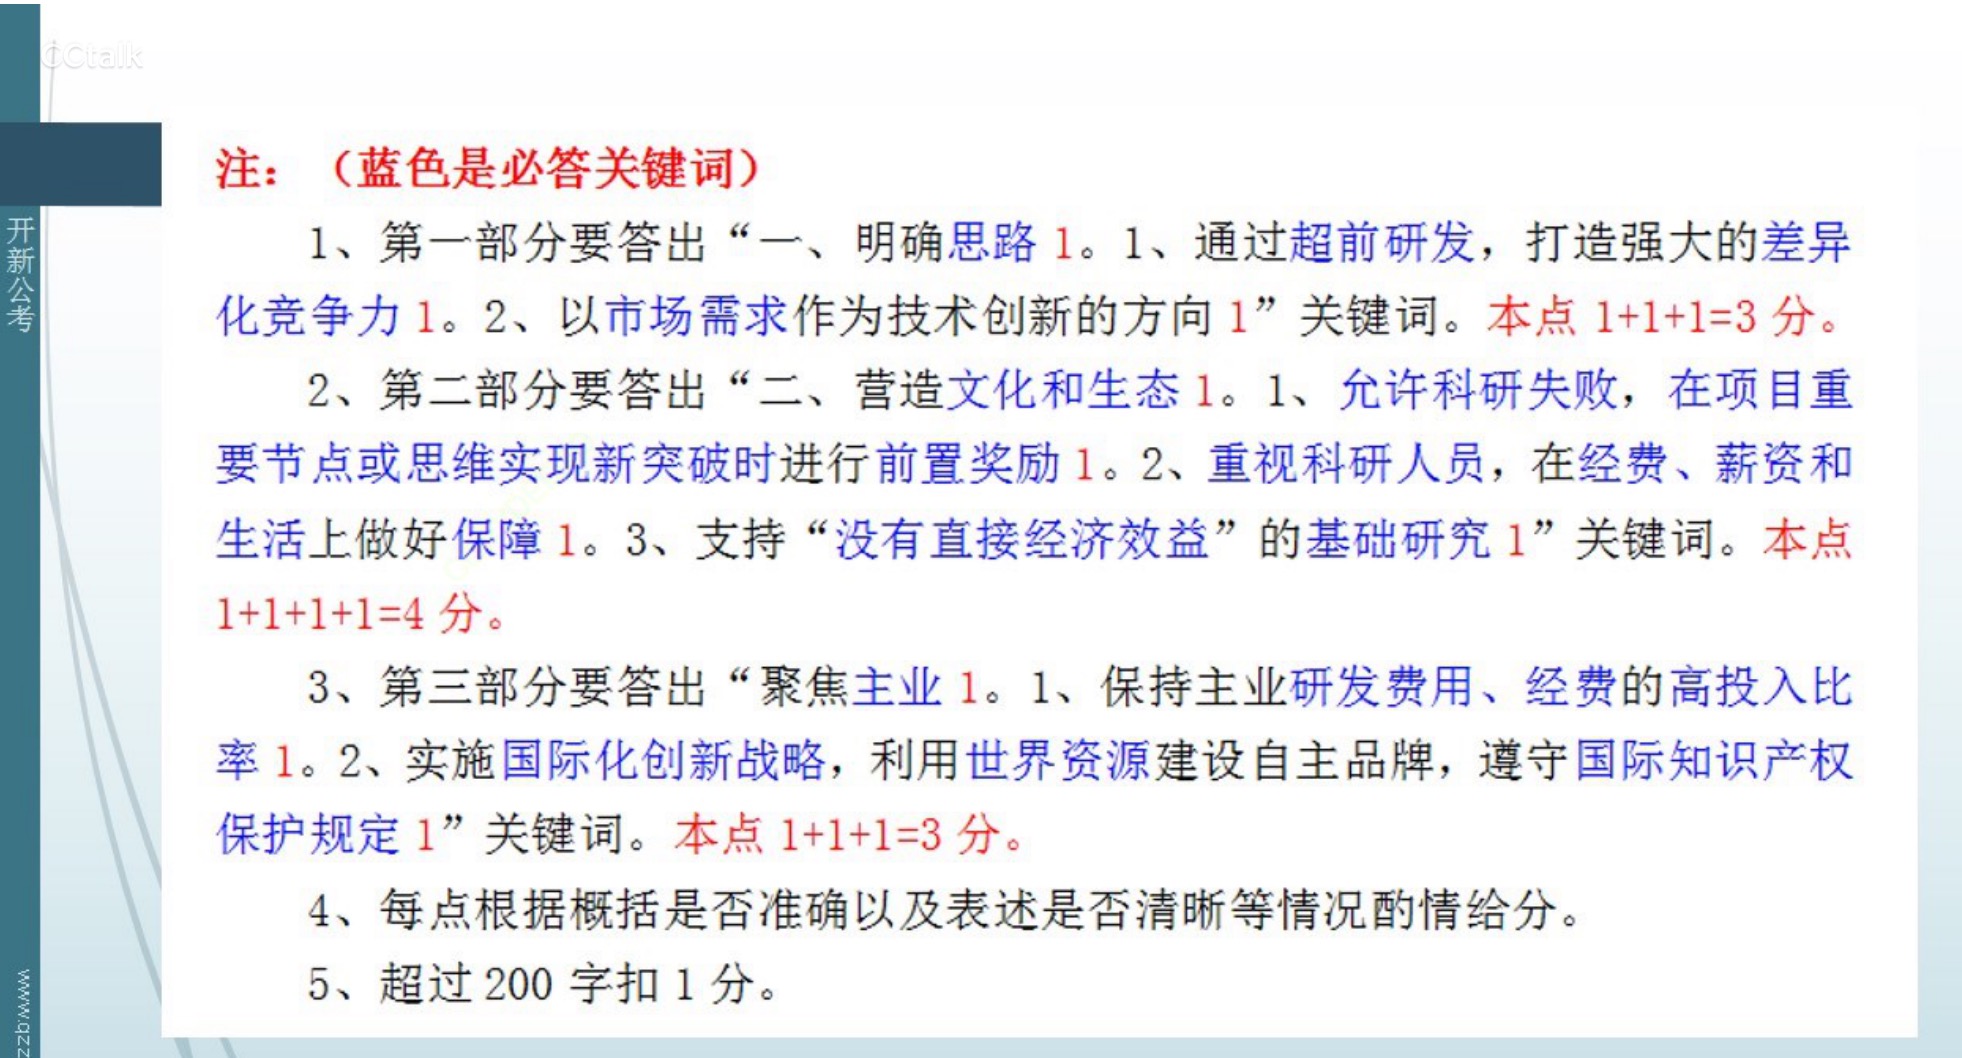 CCtalk
注：（蓝色是必答关键词）
1、第一部分要答出“一、明确思路 1。1、通过超前研发，打造强大的差异
化竞争力 1。2、以市场需求作为技术创新的方向 1”关键词。本点 1+1+1=3 分。
2、第二部分要答出“二、营造文化和生态 1。1、允许科研失败，在项目重
要节点或思维实现新突破时进行前置奖励 1。2、重视科研人员，在经费、薪资和
生活上做好保障 1。3、支持“没有直接经济效益”的基础研究 1”关键词。本点
1+1+1+1=4 分。
3、第三部分要答出“聚焦主业 1。1、保持主业研发费用、经费的高投入比
率 1。2、实施国际化创新战略，利用世界资源建设自主品牌，遵守国际知识产权
保护规定 1”关键词。本点 1+1+1=3 分。
4、每点根据概括是否准确以及表述是否清晰等情况酌情给分。
5、超过 200 字扣 1 分。
开新公考
www.qzz